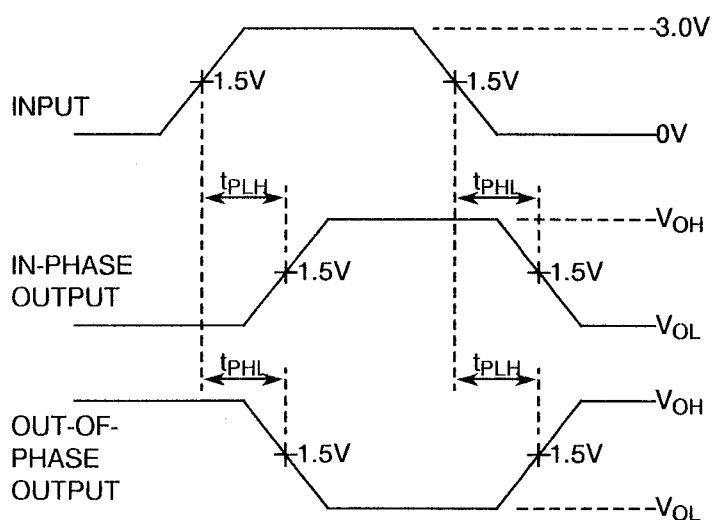 3.0V
1.5V 1.5V
INPUT
0V
tPLH tPHL
VOH
IN-PHASE
OUTPUT
1.5V 1.5V
VOL
tPHL tPLH
VOH
OUT-OF-
PHASE
OUTPUT
1.5V 1.5V
VOL